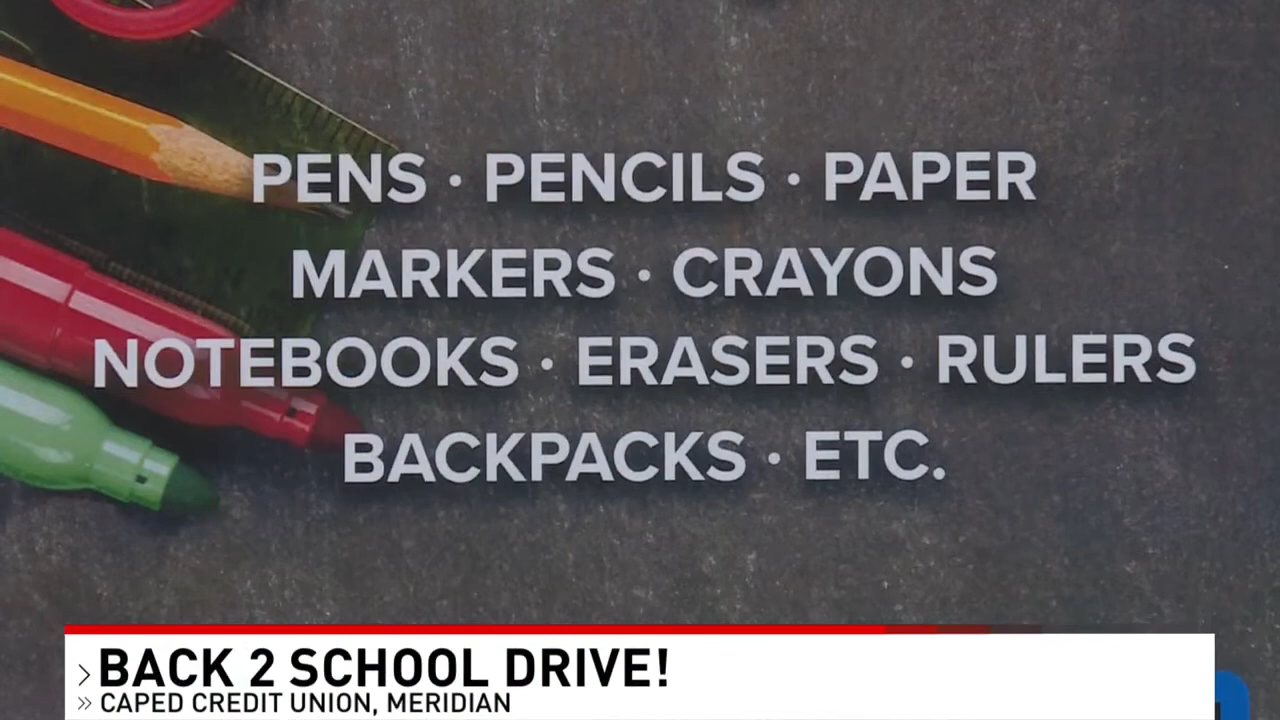 PENS · PENCILS · PAPER
MARKERS · CRAYONS
NOTEBOOKS · ERASERS · RULERS
BACKPACKS · ETC.
› BACK 2 SCHOOL DRIVE!
» CAPED CREDIT UNION, MERIDIAN